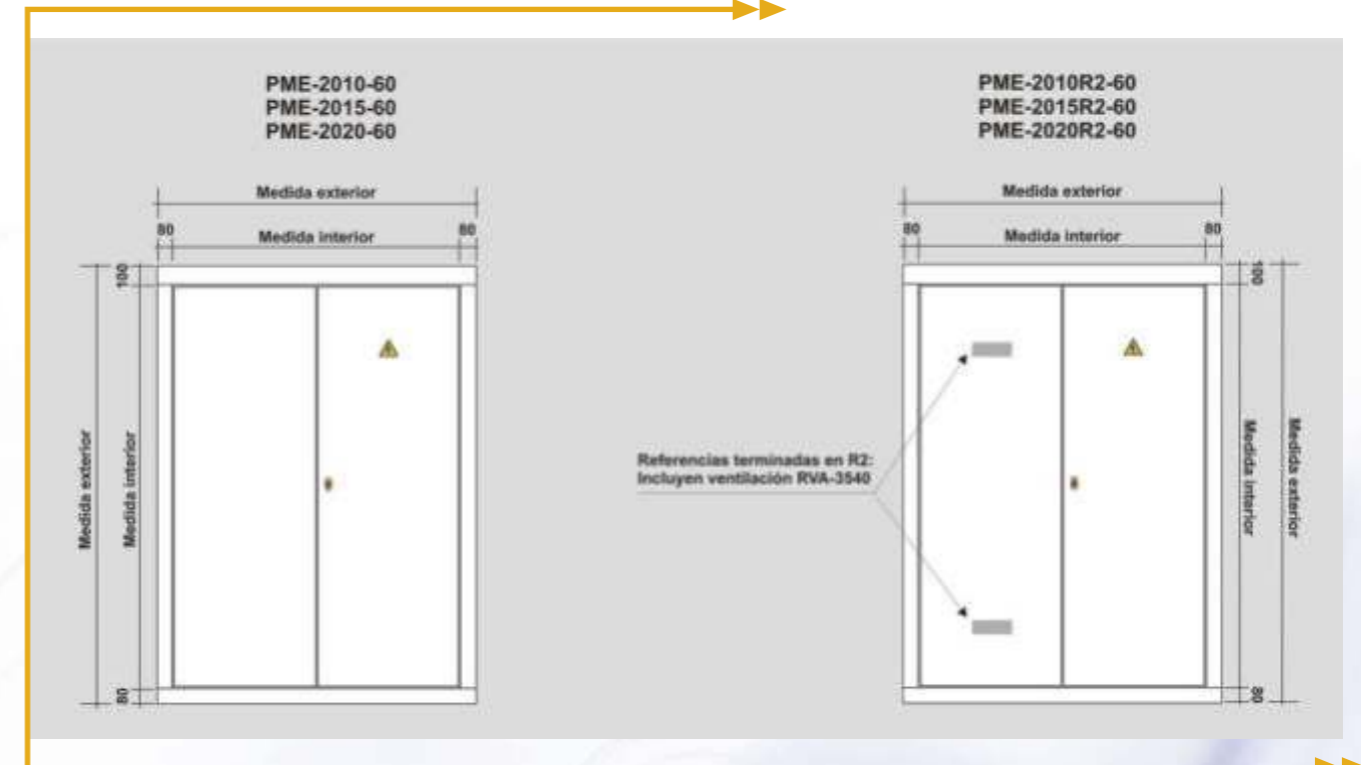 PME-2010-60
PME-2015-60
PME-2020-60
Medida exterior
80
80
Medida interior
100
Medida exterior
Medida interior
80
PME-2010R2-60
PME-2015R2-60
PME-2020R2-60
Medida exterior
80
80
Medida interior
100
Medida interior
Medida exterior
Referencias terminadas en R2:
Incluyen ventilación RVA-3540
80